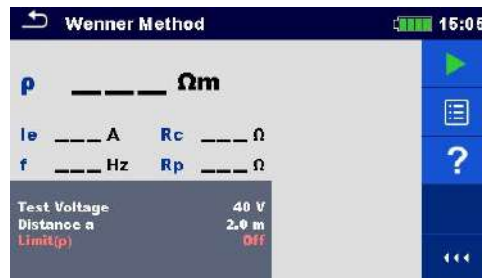 Wenner Method 15:05
ρ ___ Ωm
Ie ___ A Rc ___ Ω
f ___ Hz Rp ___ Ω
Test Voltage 40 V
Distance a 2.0 m
Limit(ρ) Off
?